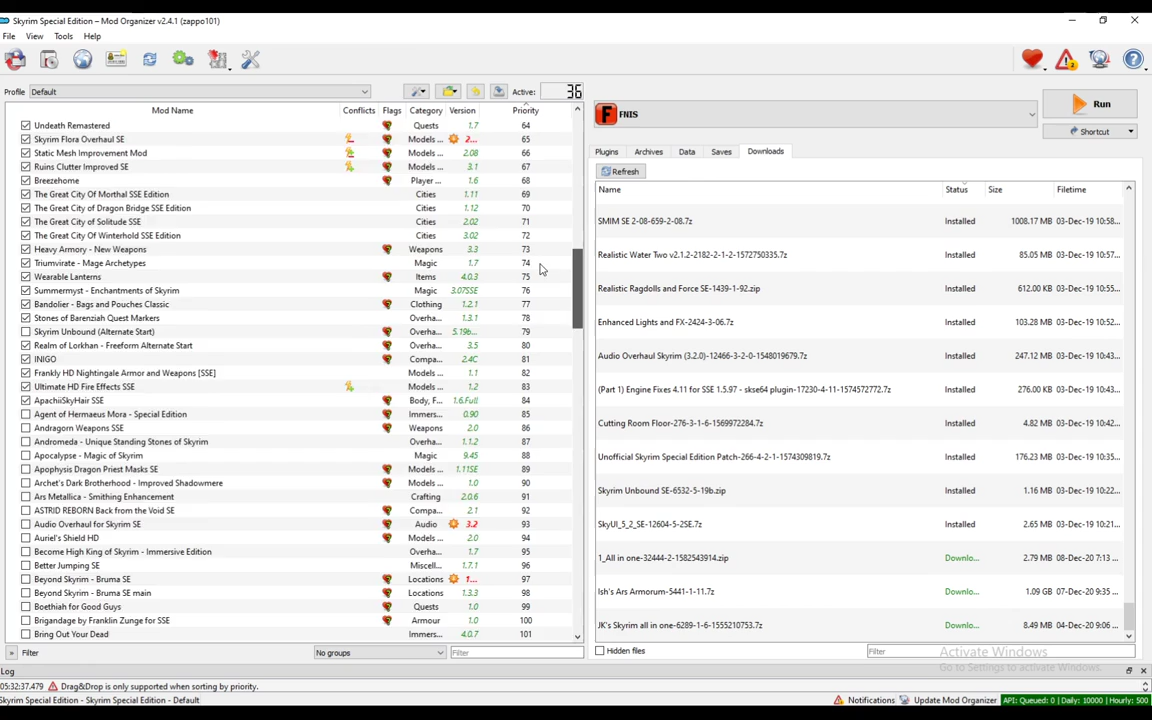 Skyrim Special Edition – Mod Organizer v2.4.1 (zappo101)
File View Tools Help
Profile Default Active: 36
Mod Name Conflicts Flags Category Version Priority
Undeath Remastered Quests 1.7 64
Skyrim Flora Overhaul SE Models ... 2... 65
Static Mesh Improvement Mod Models ... 2.08 66
Ruins Clutter Improved SE Models ... 3.1 67
Breezehome Player ... 1.6 68
The Great City Of Morthal SSE Edition Cities 1.11 69
The Great City of Dragon Bridge SSE Edition Cities 1.12 70
The Great City of Solitude SSE Cities 2.02 71
The Great City Of Winterhold SSE Edition Cities 3.02 72
Heavy Armory - New Weapons Weapons 3.3 73
Triumvirate - Mage Archetypes Magic 1.7 74
Wearable Lanterns Items 4.0.3 75
Summermyst - Enchantments of Skyrim Magic 3.07SSE 76
Bandolier - Bags and Pouches Classic Clothing 1.2.1 77
Stones of Barenziah Quest Markers Overha... 1.3.1 78
Skyrim Unbound (Alternate Start) Overha... 5.19b... 79
Realm of Lorkhan - Freeform Alternate Start Overha... 3.5 80
INIGO Compa... 2.4C 81
Frankly HD Nightingale Armor and Weapons [SSE] Models ... 1.1 82
Ultimate HD Fire Effects SSE Models ... 1.2 83
ApachiiSkyHair SSE Body, F... 1.6.Full 84
Agent of Hermaeus Mora - Special Edition Immers... 0.90 85
Andragorn Weapons SSE Weapons 2.0 86
Andromeda - Unique Standing Stones of Skyrim Overha... 1.1.2 87
Apocalypse - Magic of Skyrim Magic 9.45 88
Apophysis Dragon Priest Masks SE Models ... 1.11SE 89
Archet's Dark Brotherhood - Improved Shadowmere Models ... 1.0 90
Ars Metallica - Smithing Enhancement Crafting 2.0.6 91
ASTRID REBORN Back from the Void SE Compa... 2.1 92
Audio Overhaul for Skyrim SE Audio 3.2 93
Auriel's Shield HD Models ... 2.0 94
Become High King of Skyrim - Immersive Edition Overha... 1.7 95
Better Jumping SE Miscell... 1.7.1 96
Beyond Skyrim - Bruma SE Locations 1... 97
Beyond Skyrim - Bruma SE main Locations 1.3.3 98
Boethiah for Good Guys Quests 1.0 99
Brigandage by Franklin Zunge for SSE Armour 1.0 100
Bring Out Your Dead Immers... 4.0.7 101
» Filter No groups Filter
FNIS Run
Shortcut
Plugins Archives Data Saves Downloads
Refresh
Name Status Size Filetime
SMIM SE 2-08-659-2-08.7z Installed 1008.17 MB 03-Dec-19 10:58...
Realistic Water Two v2.1.2-2182-2-1-2-1572750335.7z Installed 85.05 MB 03-Dec-19 10:57...
Realistic Ragdolls and Force SE-1439-1-92.zip Installed 612.00 KB 03-Dec-19 10:55...
Enhanced Lights and FX-2424-3-06.7z Installed 103.28 MB 03-Dec-19 10:52...
Audio Overhaul Skyrim (3.2.0)-12466-3-2-0-1548019679.7z Installed 247.12 MB 03-Dec-19 10:43...
(Part 1) Engine Fixes 4.11 for SSE 1.5.97 - skse64 plugin-17230-4-11-1574572772.7z Installed 276.00 KB 03-Dec-19 10:43...
Cutting Room Floor-276-3-1-6-1569972284.7z Installed 4.82 MB 03-Dec-19 10:42...
Unofficial Skyrim Special Edition Patch-266-4-2-1-1574309819.7z Installed 176.23 MB 03-Dec-19 10:35...
Skyrim Unbound SE-6532-5-19b.zip Installed 1.16 MB 03-Dec-19 10:22...
SkyUI_5_2_SE-12604-5-2SE.7z Installed 2.65 MB 03-Dec-19 10:21...
1_All in one-32444-2-1582543914.zip Downlo... 2.79 MB 08-Dec-20 7:13 ...
Ish's Ars Armorum-5441-1-11.7z Downlo... 1.09 GB 07-Dec-20 9:35 ...
JK's Skyrim all in one-6289-1-6-1555210753.7z Downlo... 8.49 MB 04-Dec-20 9:06 ...
Hidden files Filter
Activate Windows
Go to Settings to activate Windows.
Log
05:32:37.479 Drag&Drop is only supported when sorting by priority.
Skyrim Special Edition - Skyrim Special Edition - Default Notifications Update Mod Organizer API: Queued: 0 | Daily: 10000 | Hourly: 500